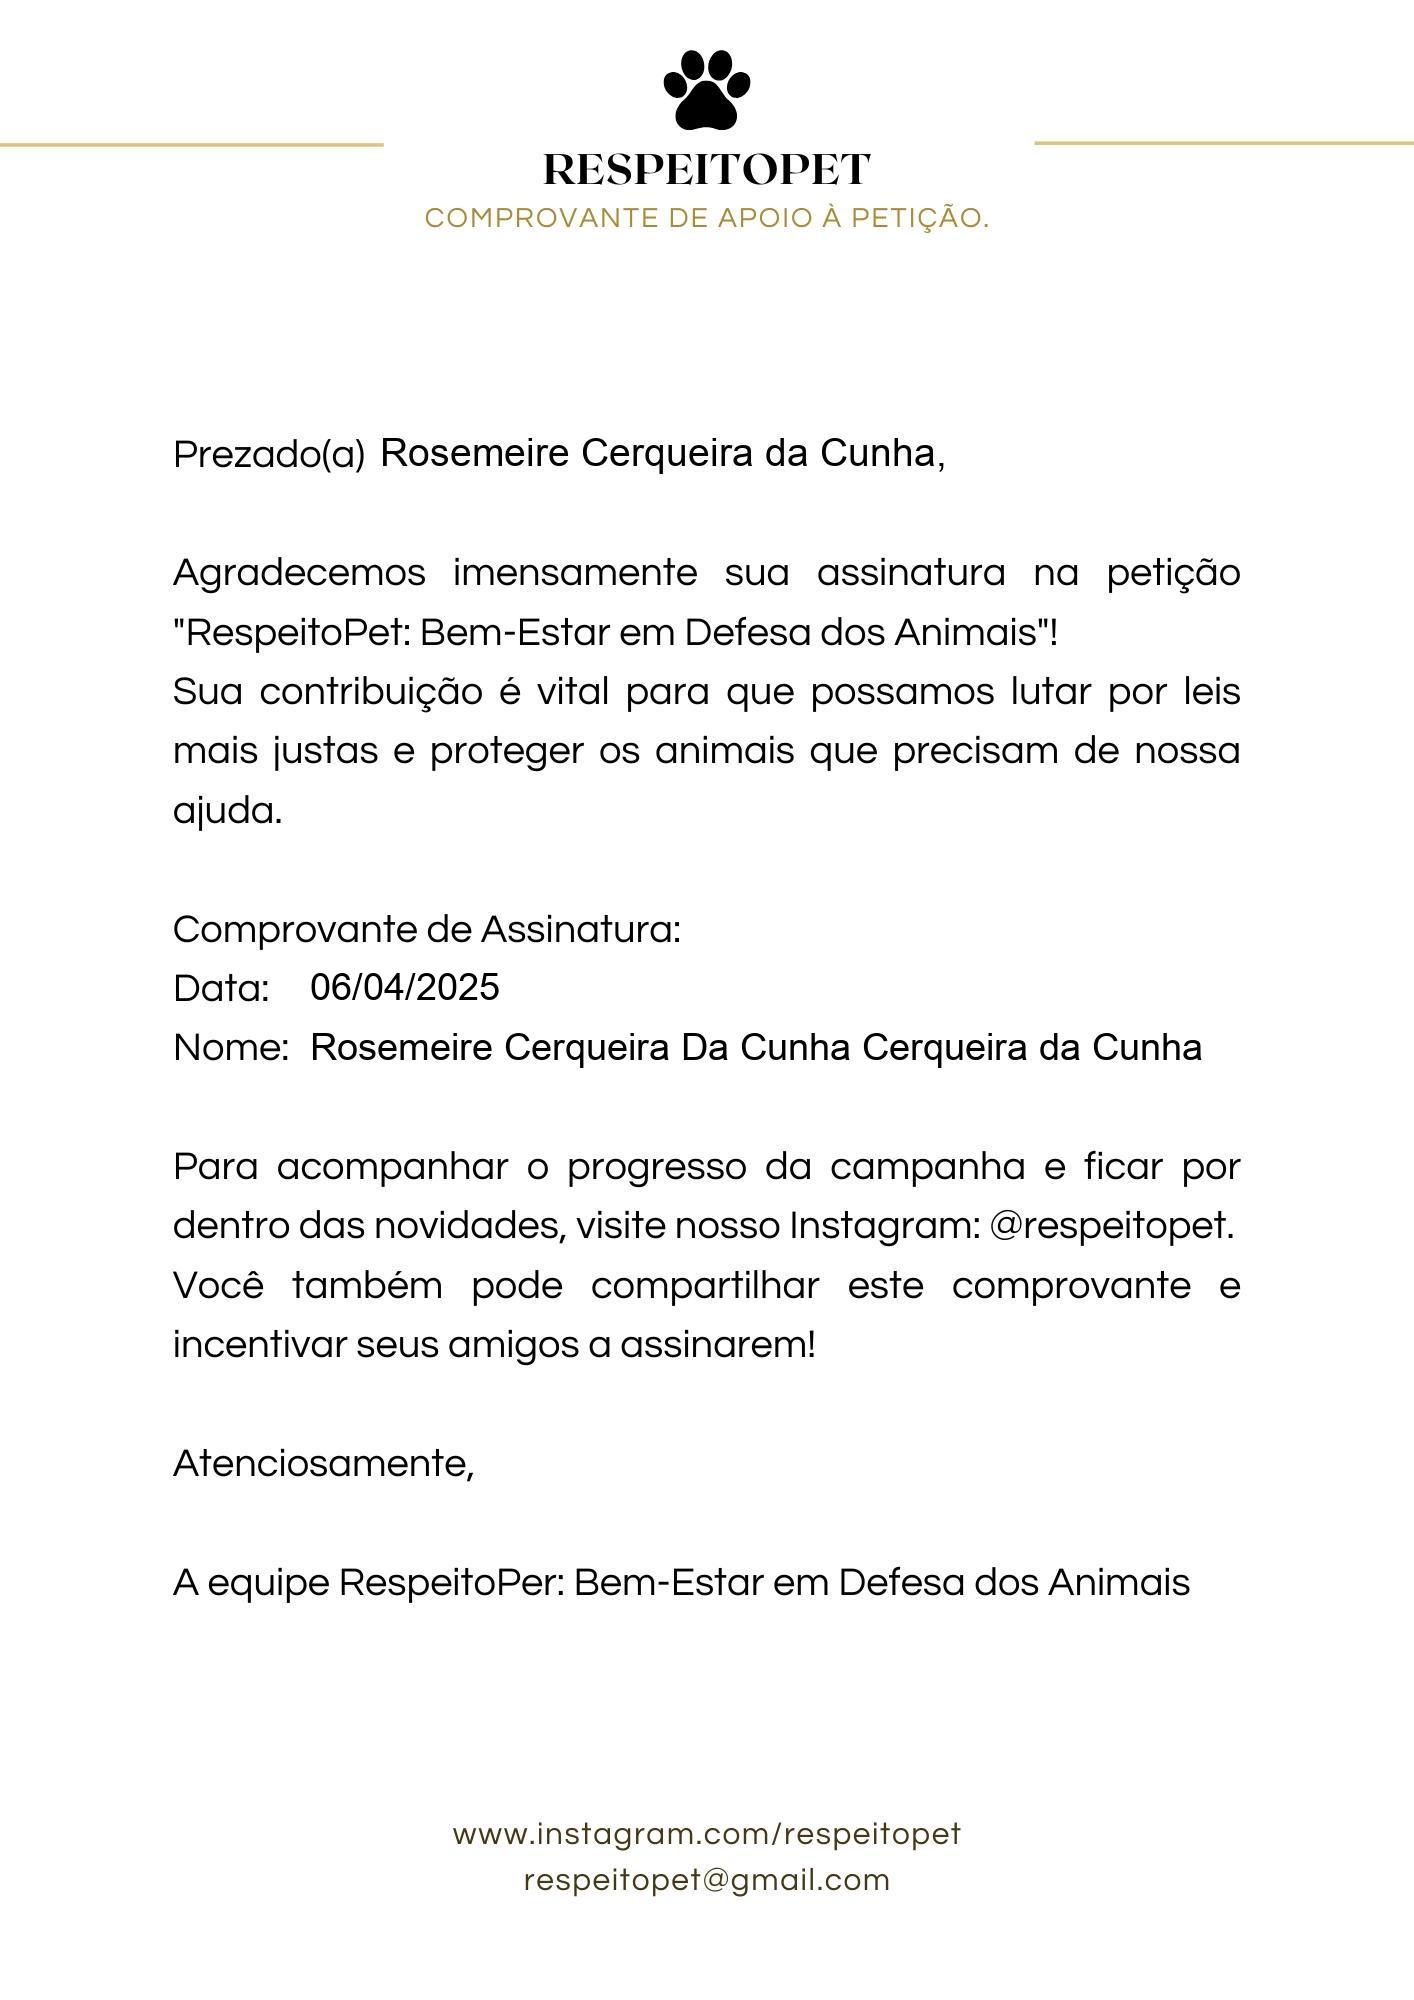 RESPEITOPET
COMPROVANTE DE APOIO À PETIÇÃO.
Prezado(a) Rosemeire Cerqueira da Cunha,
Agradecemos imensamente sua assinatura na petição
"RespeitoPet: Bem-Estar em Defesa dos Animais"!
Sua contribuição é vital para que possamos lutar por leis
mais justas e proteger os animais que precisam de nossa
ajuda.
Comprovante de Assinatura:
Data: 06/04/2025
Nome: Rosemeire Cerqueira Da Cunha Cerqueira da Cunha
Para acompanhar o progresso da campanha e ficar por
dentro das novidades, visite nosso Instagram: @respeitopet.
Você também pode compartilhar este comprovante e
incentivar seus amigos a assinarem!
Atenciosamente,
A equipe RespeitoPer: Bem-Estar em Defesa dos Animais
www.instagram.com/respeitopet
respeitopet@gmail.com